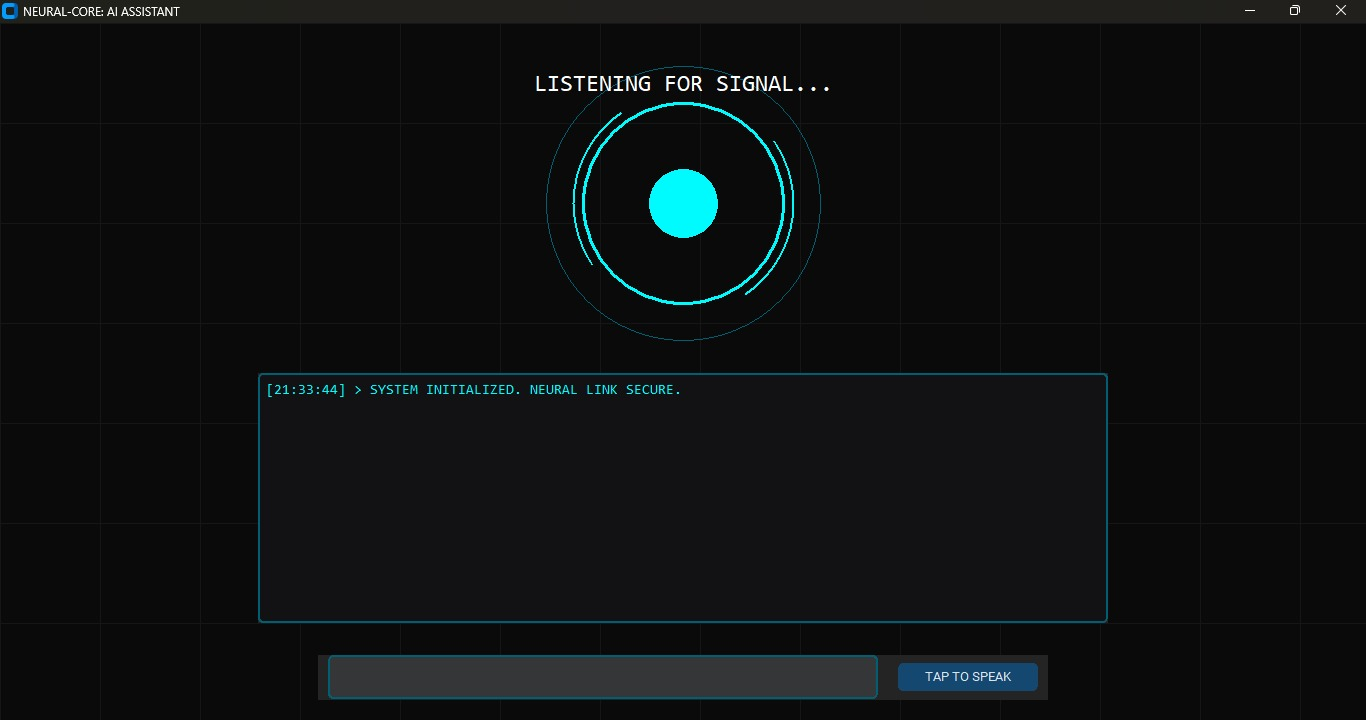 NEURAL-CORE: AI ASSISTANT
LISTENING FOR SIGNAL...
[21:33:44] > SYSTEM INITIALIZED. NEURAL LINK SECURE.
TAP TO SPEAK